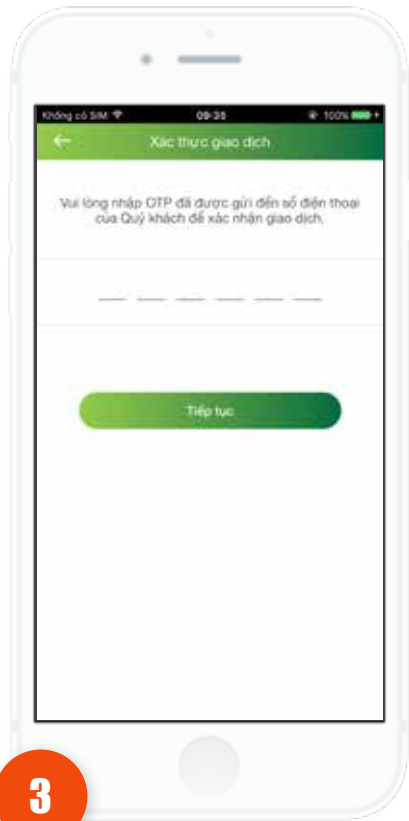 Không có SIM 09:35 100%
Xác thực giao dịch
Vui lòng nhập OTP đã được gửi đến số điện thoại
của Quý khách để xác nhận giao dịch.
Tiếp tục
3